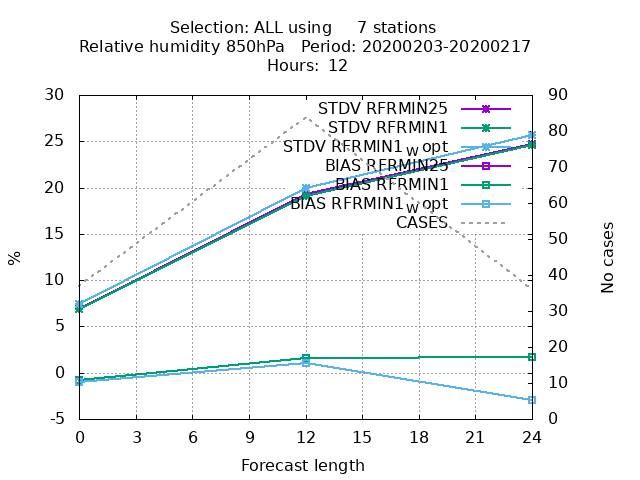 Selection: ALL using     7 stations
Relative humidity 850hPa   Period: 20200203-20200217
Hours: 12
30
25
20
15
10
5
0
-5
90
80
70
60
50
40
30
20
10
0
STDV RFRMIN25
STDV RFRMIN1
STDV RFRMIN1_W opt
BIAS RFRMIN25
BIAS RFRMIN1
BIAS RFRMIN1_W opt
CASES
%
No cases
0 3 6 9 12 15 18 21 24
Forecast length